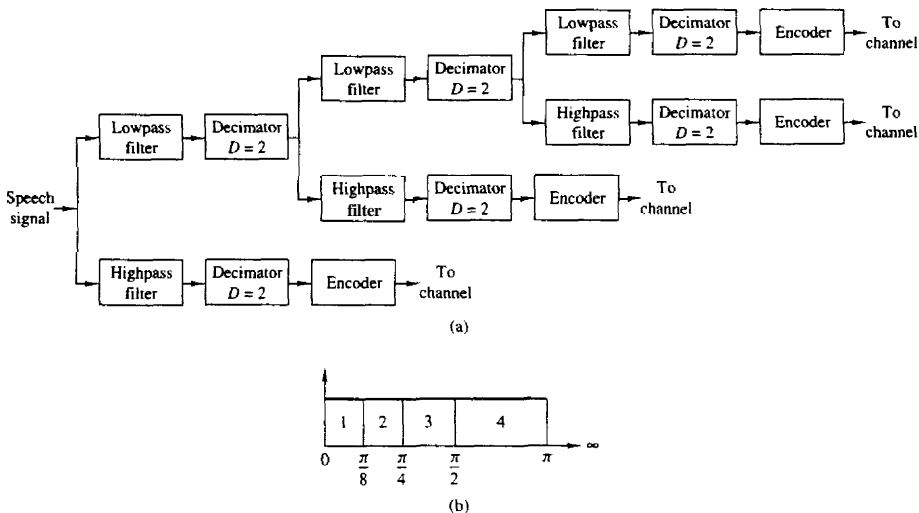 Lowpass
filter
Decimator
D = 2
Encoder
To
channel
Lowpass
filter
Decimator
D = 2
Highpass
filter
Decimator
D = 2
Encoder
To
channel
Lowpass
filter
Decimator
D = 2
Highpass
filter
Decimator
D = 2
Encoder
To
channel
Speech
signal
Highpass
filter
Decimator
D = 2
Encoder
To
channel
(a)
1 2 3 4
0 π/8 π/4 π/2 π ∞
(b)